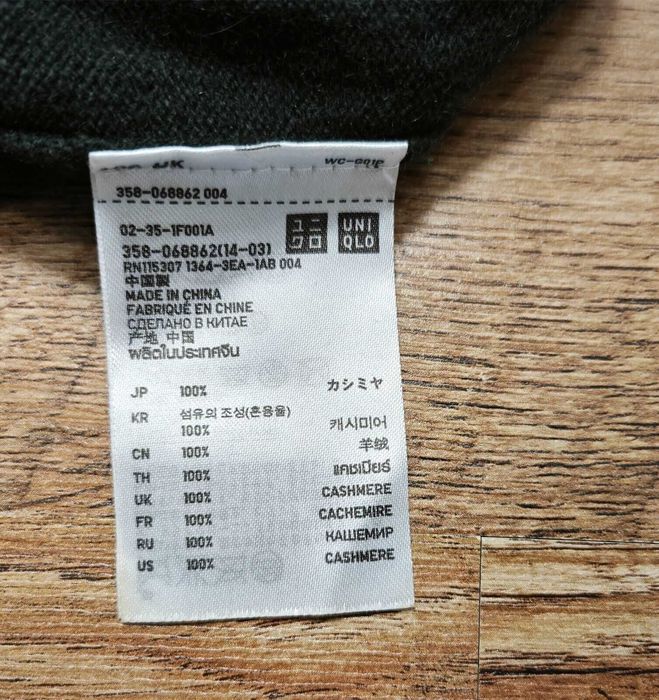 WC-G01P
358-068862 004
02-35-1F001A
ユニクロ
UNIQLO
358-068862(14-03)
RN115307 1364-3EA-1AB 004
中国製
MADE IN CHINA
FABRIQUÉ EN CHINE
СДЕЛАНО В КИТАЕ
产地 中国
ผลิตในประเทศจีน
JP 100% カシミヤ
KR 섬유의 조성(혼용율)
100% 캐시미어
CN 100% 羊绒
TH 100% แคชเมียร์
UK 100% CASHMERE
FR 100% CACHEMIRE
RU 100% КАШЕМИР
US 100% CASHMERE